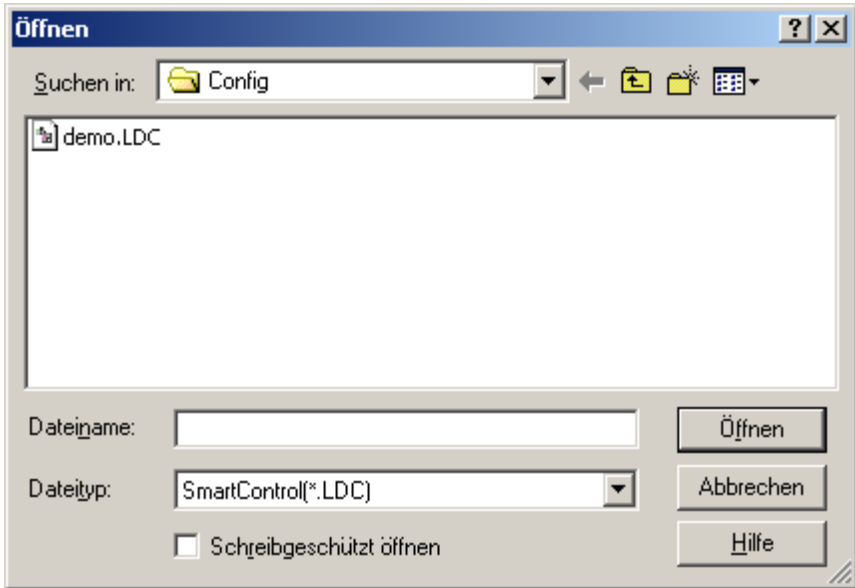 Öffnen
Suchen in: Config
demo.LDC
Dateiname: Öffnen
Dateityp: SmartControl(*.LDC) Abbrechen
Schreibgeschützt öffnen Hilfe